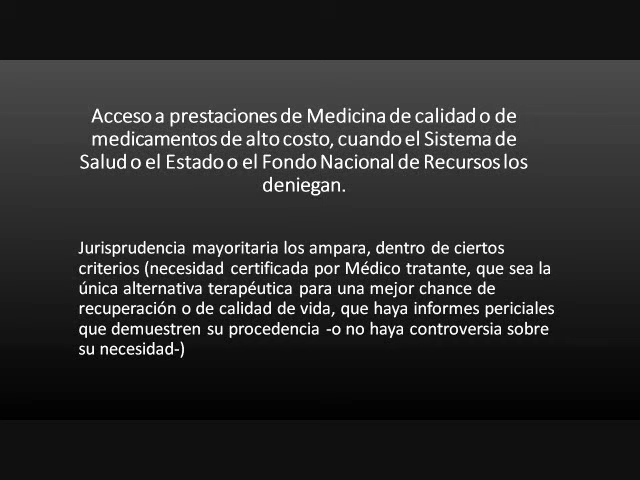 Acceso a prestaciones de Medicina de calidad o de
medicamentos de alto costo, cuando el Sistema de
Salud o el Estado o el Fondo Nacional de Recursos los
deniegan.
Jurisprudencia mayoritaria los ampara, dentro de ciertos
criterios (necesidad certificada por Médico tratante, que sea la
única alternativa terapéutica para una mejor chance de
recuperación o de calidad de vida, que haya informes periciales
que demuestren su procedencia -o no haya controversia sobre
su necesidad-)